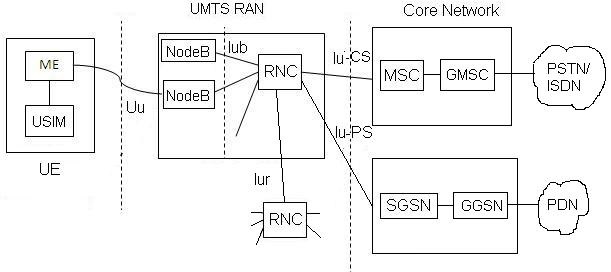 UMTS RAN
Core Network
ME
USIM
UE
Uu
NodeB
NodeB
Iub
RNC
Iur
RNC
Iu-CS
Iu-PS
MSC
GMSC
PSTN/
ISDN
SGSN
GGSN
PDN